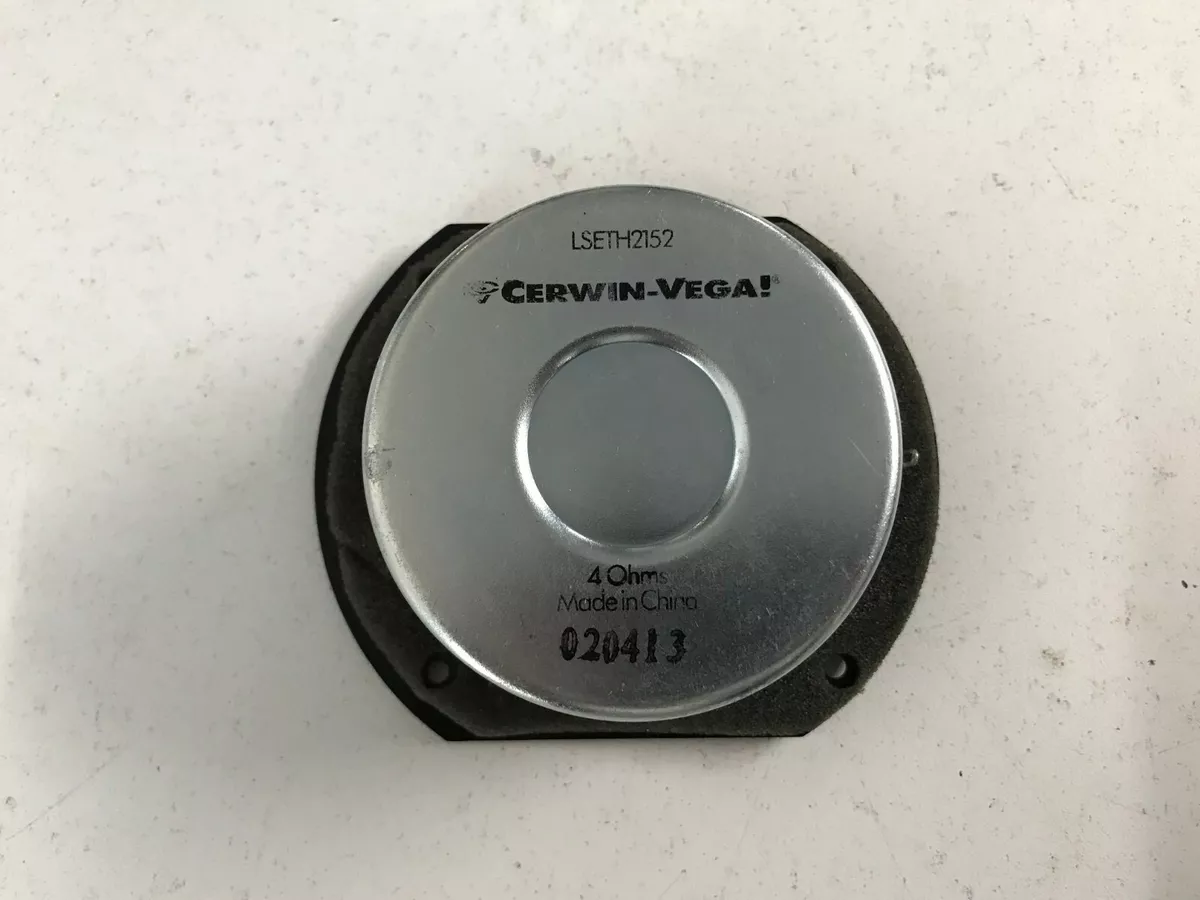 LSETH2152
CERWIN-VEGA!®
4 Ohms
Made in China
020413